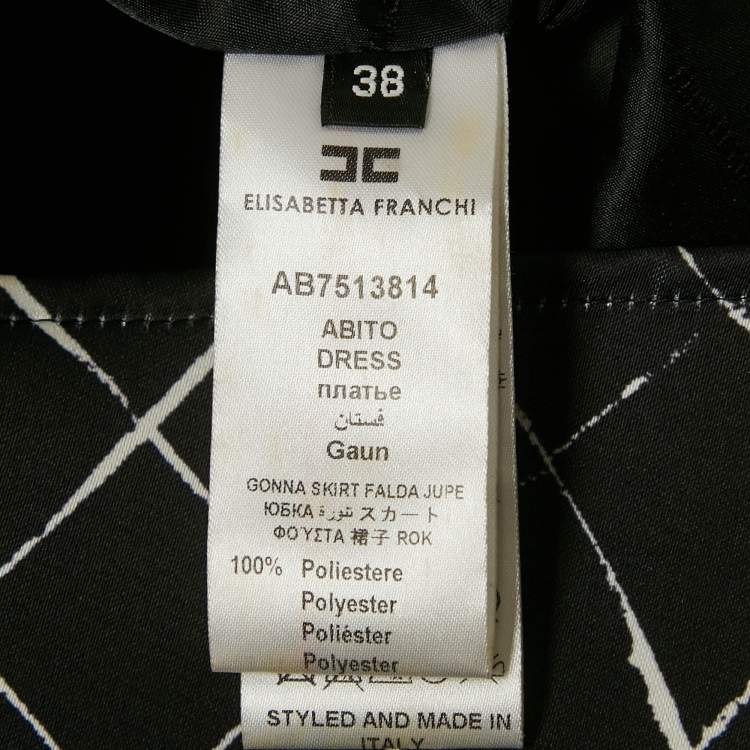 38
ELISABETTA FRANCHI
AB7513814
ABITO
DRESS
платье
فستان
Gaun
GONNA SKIRT FALDA JUPE
ЮБКА تنورة スカート
ΦΟΎΣΤΑ 裙子 ROK
100% Poliestere
Polyester
Poliéster
Polyester
STYLED AND MADE IN
ITALY